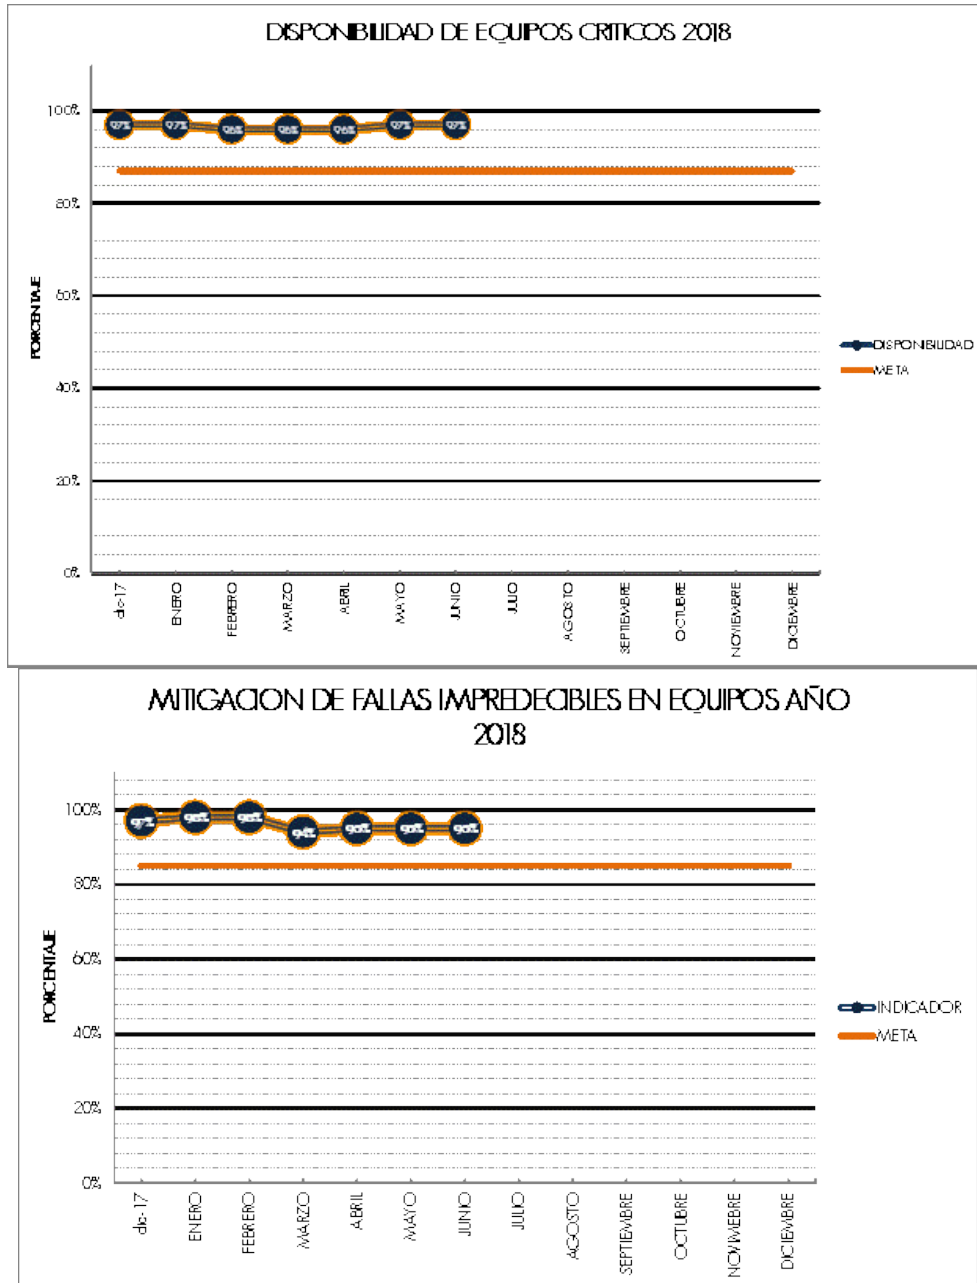 DISPONIBILIDAD DE EQUIPOS CRITICOS 2018
100%
80%
60%
40%
20%
0%
PORCENTAJE
97%
97%
96%
96%
96%
97%
97%
dic-17
ENERO
FEBRERO
MARZO
ABRIL
MAYO
JUNIO
JULIO
AGOSTO
SEPTIEMBRE
OCTUBRE
NOVIEMBRE
DICIEMBRE
DISPONIBILIDAD
META
MITIGACION DE FALLAS IMPREDECIBLES EN EQUIPOS AÑO
2018
100%
80%
60%
40%
20%
0%
PORCENTAJE
97%
94%
dic-17
ENERO
FEBRERO
MARZO
ABRIL
MAYO
JUNIO
JULIO
AGOSTO
SEPTIEMBRE
OCTUBRE
NOVIMEBRE
DICIEMBRE
INDICADOR
META